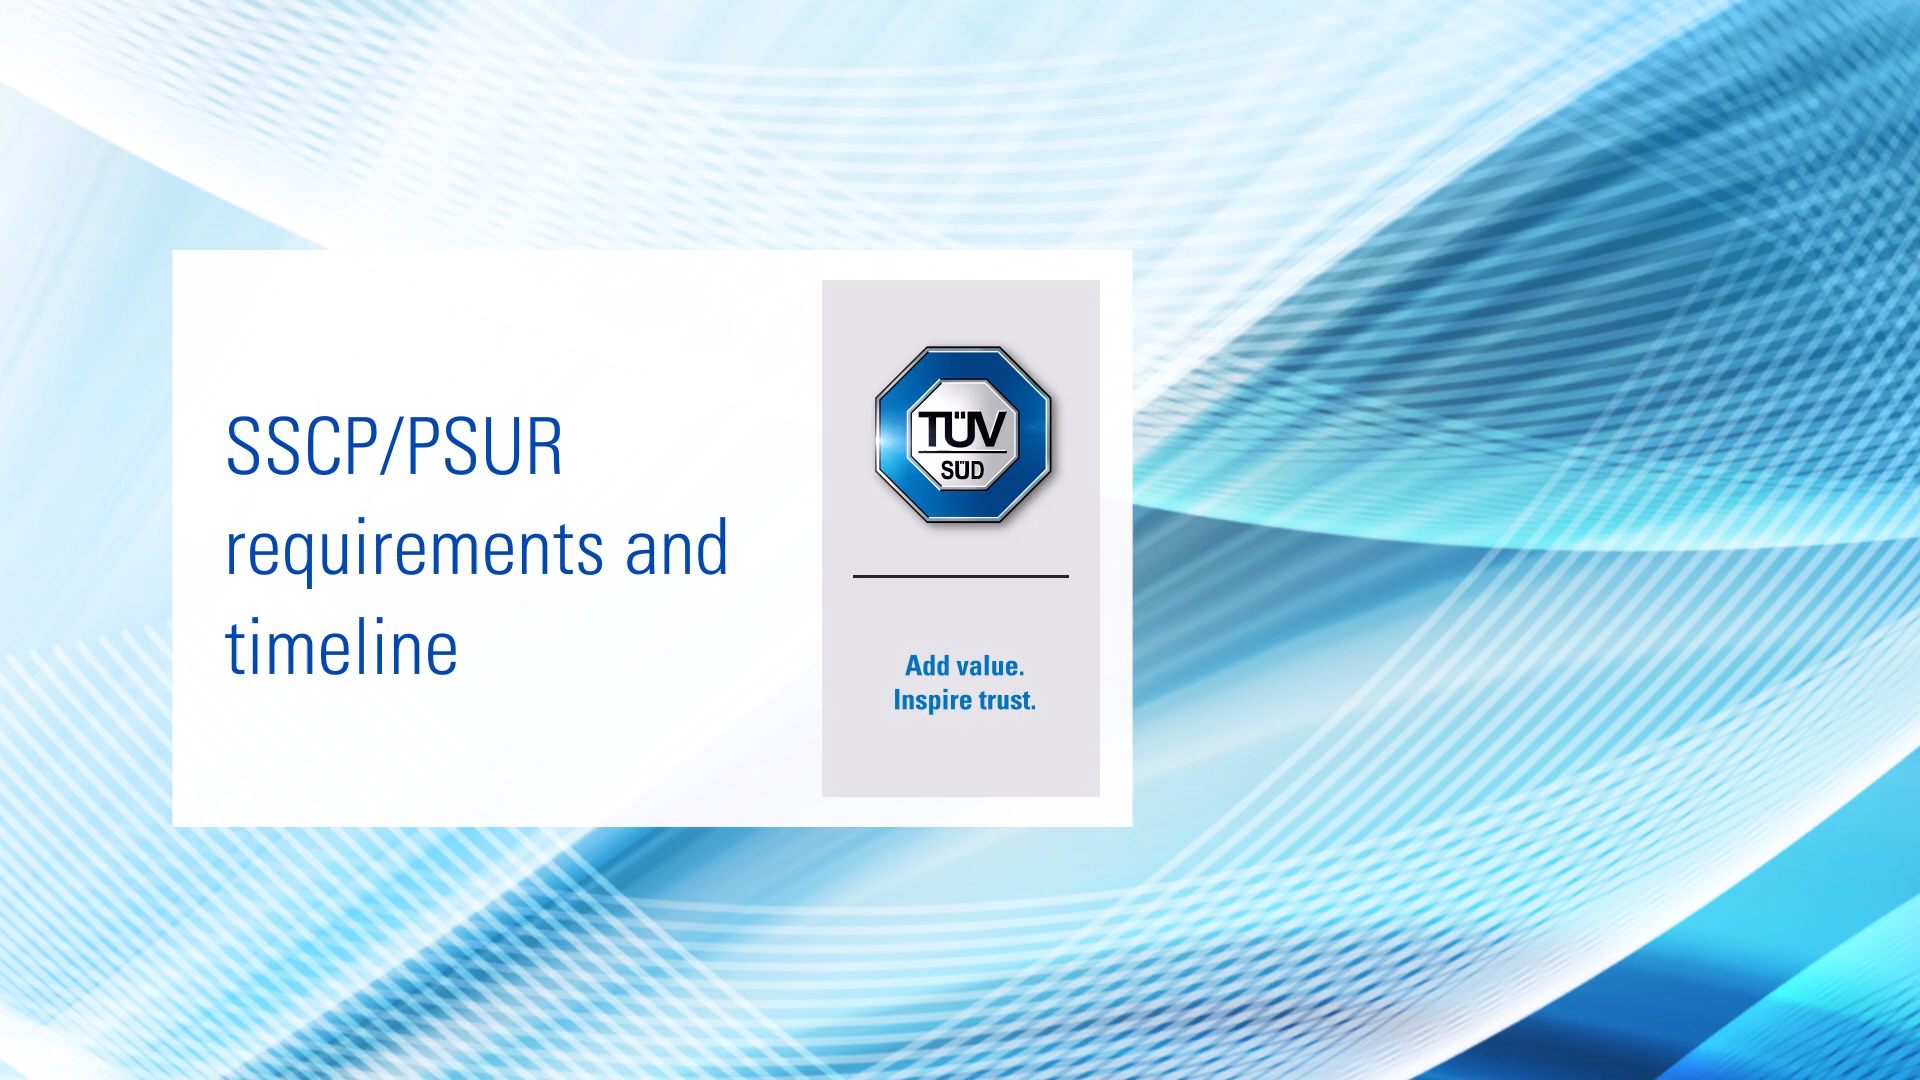 SSCP/PSUR
requirements and
timeline
TÜV
SÜD
Add value.
Inspire trust.